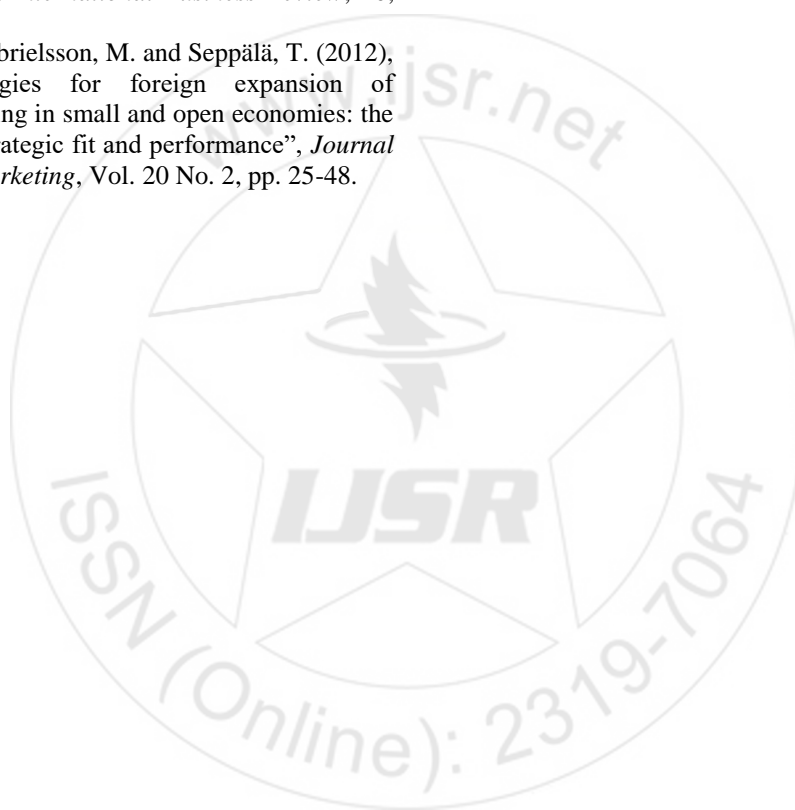 brielsson, M. and Seppälä, T. (2012),
gies for foreign expansion of
ng in small and open economies: the
rategic fit and performance”, Journal
rketing, Vol. 20 No. 2, pp. 25-48.
www.ijsr.net
IJSR
ISSN (Online): 2319-7064